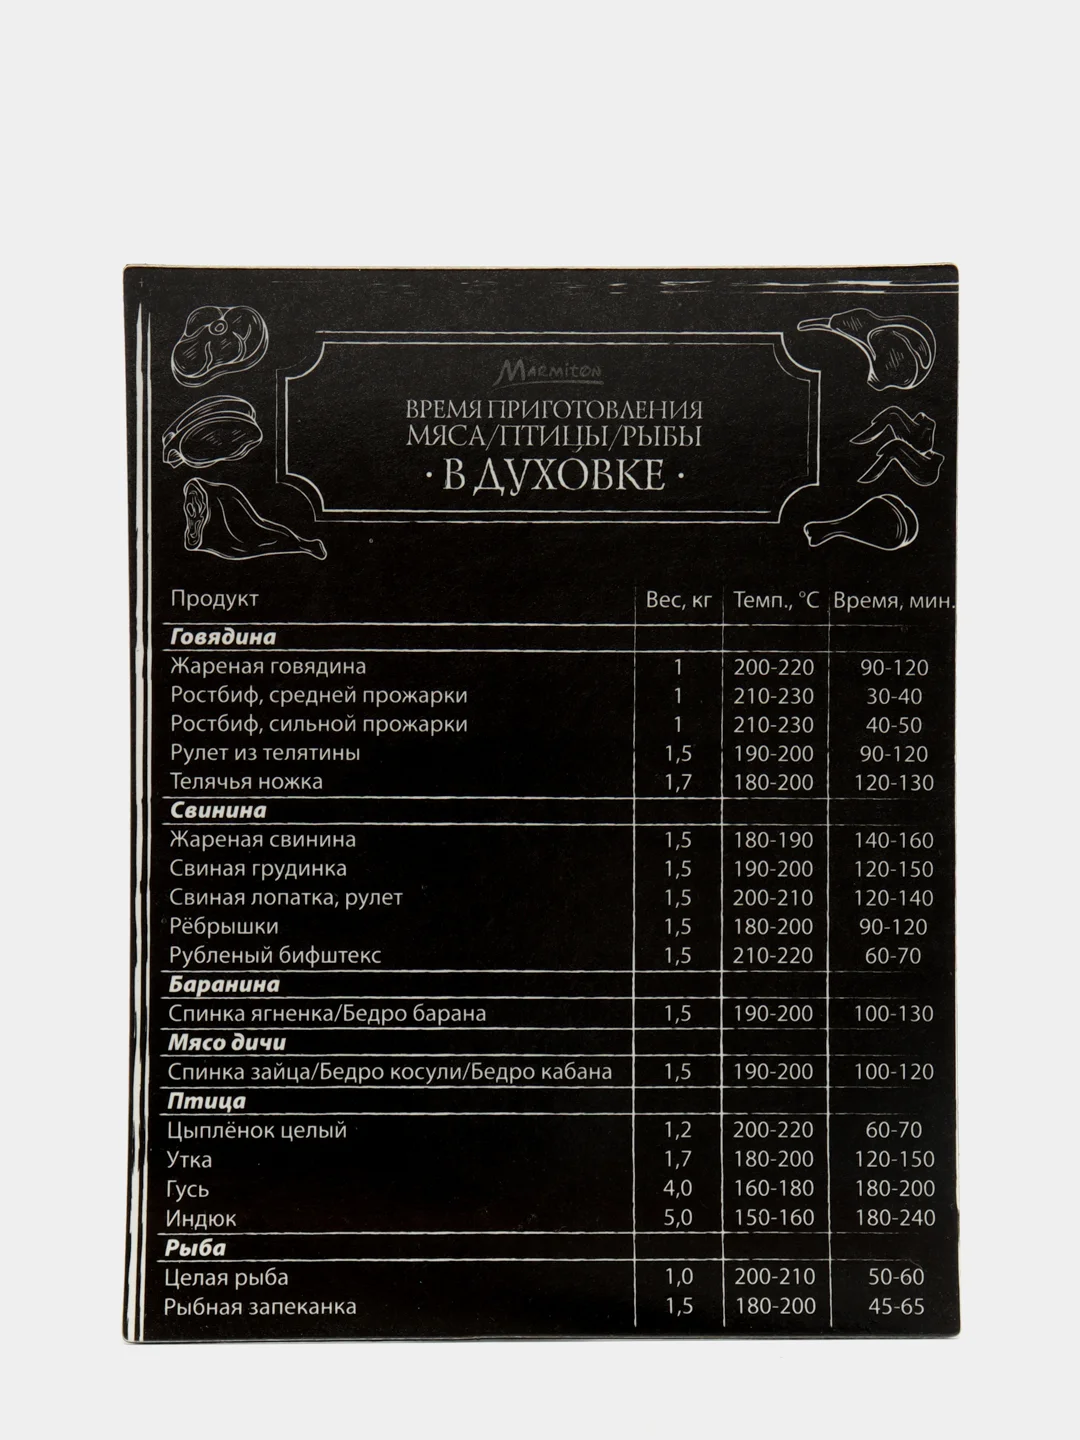 Marmiton
ВРЕМЯ ПРИГОТОВЛЕНИЯ
МЯСА/ПТИЦЫ/РЫБЫ
· В ДУХОВКЕ ·
Продукт Вес, кг Темп., °С Время, мин.
Говядина
Жареная говядина 1 200-220 90-120
Ростбиф, средней прожарки 1 210-230 30-40
Ростбиф, сильной прожарки 1 210-230 40-50
Рулет из телятины 1,5 190-200 90-120
Телячья ножка 1,7 180-200 120-130
Свинина
Жареная свинина 1,5 180-190 140-160
Свиная грудинка 1,5 190-200 120-150
Свиная лопатка, рулет 1,5 200-210 120-140
Рёбрышки 1,5 180-200 90-120
Рубленый бифштекс 1,5 210-220 60-70
Баранина
Спинка ягненка/Бедро барана 1,5 190-200 100-130
Мясо дичи
Спинка зайца/Бедро косули/Бедро кабана 1,5 190-200 100-120
Птица
Цыплёнок целый 1,2 200-220 60-70
Утка 1,7 180-200 120-150
Гусь 4,0 160-180 180-200
Индюк 5,0 150-160 180-240
Рыба
Целая рыба 1,0 200-210 50-60
Рыбная запеканка 1,5 180-200 45-65